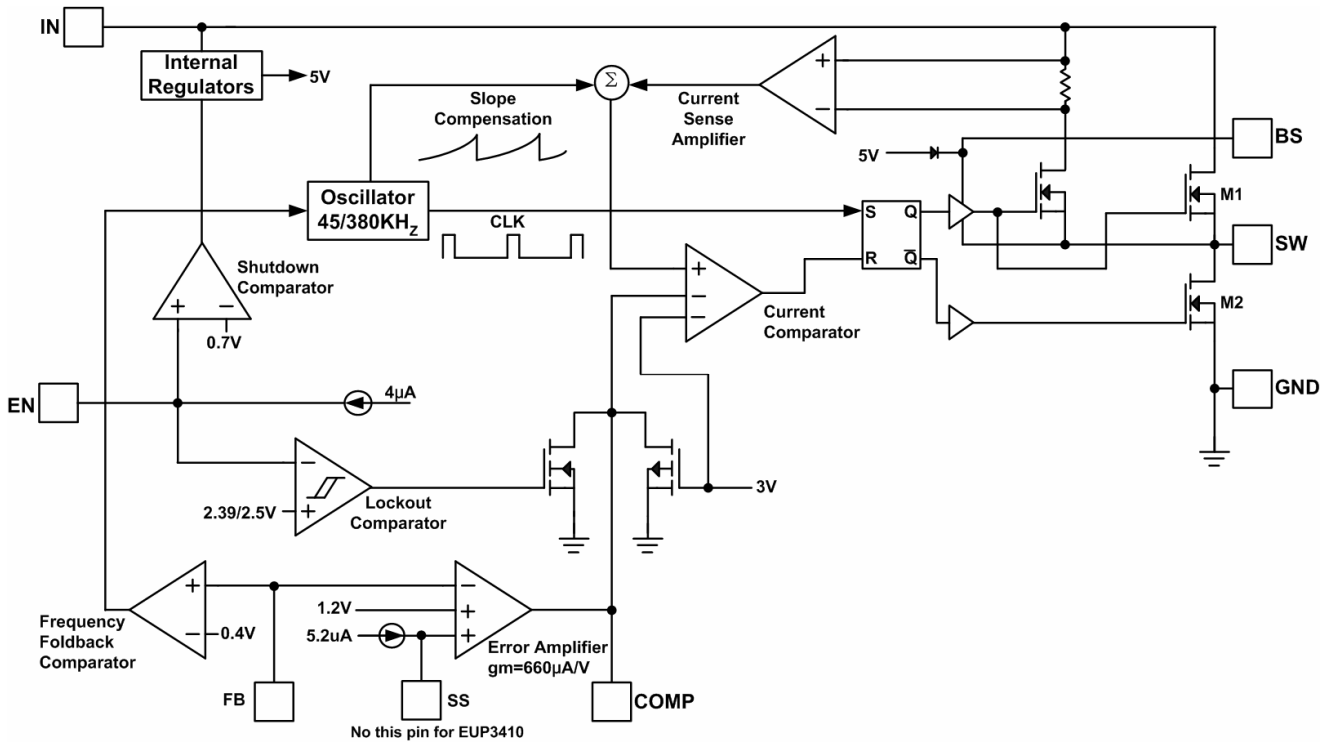 IN
Internal
Regulators
5V
Σ
+
−
Current
Sense
Amplifier
Slope
Compensation
5V
BS
Oscillator
45/380KHZ
CLK
S Q
R Q̅
M1
SW
Shutdown
Comparator
+ −
0.7V
+
−
−
Current
Comparator
M2
EN
4µA
GND
−
+
2.39/2.5V
Lockout
Comparator
3V
+
−
0.4V
Frequency
Foldback
Comparator
1.2V
5.2uA
−
+
+
Error Amplifier
gm=660µA/V
FB
SS
COMP
No this pin for EUP3410